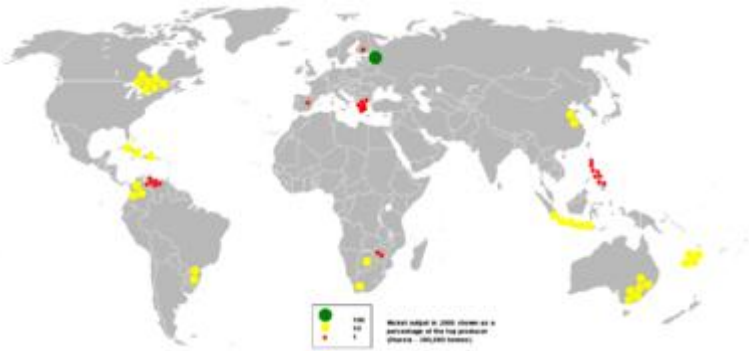 100
10
1
Nickel output in 2005 shown as a
percentage of the top producer
(Russia - 300,000 tonnes)